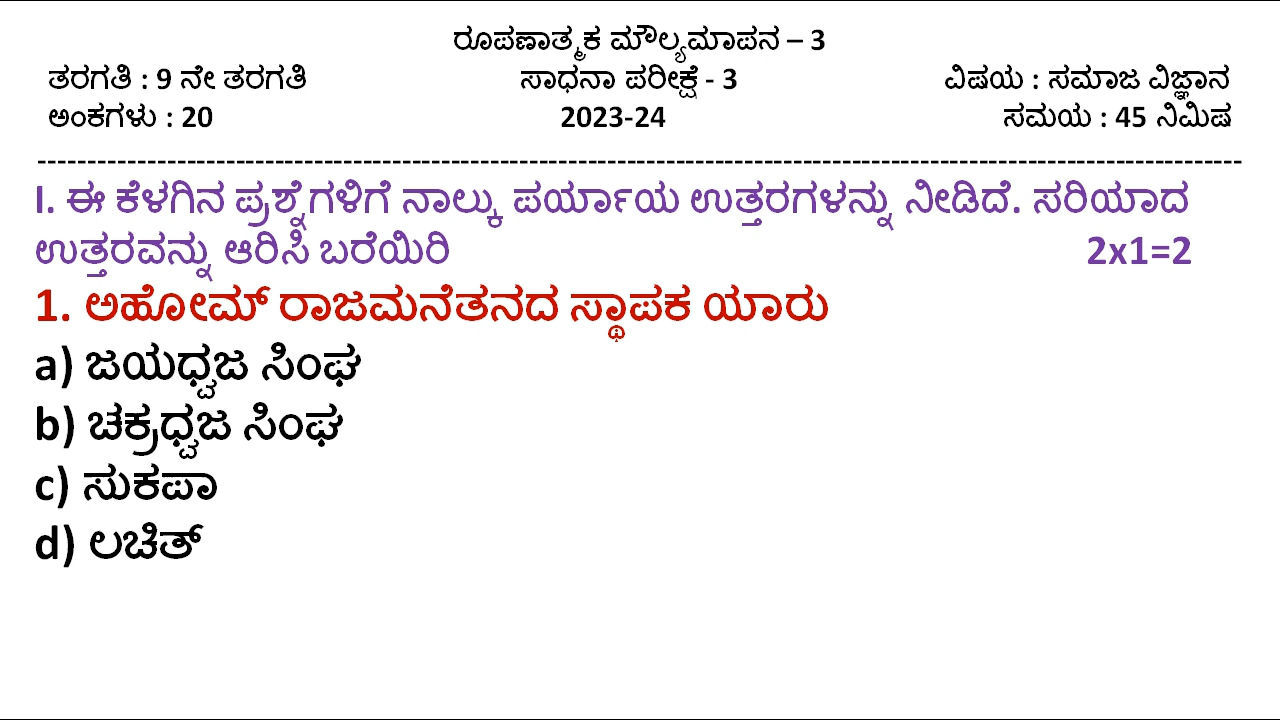 ರೂಪಣಾತ್ಮಕ ಮೌಲ್ಯಮಾಪನ – 3
ತರಗತಿ : 9 ನೇ ತರಗತಿ ಸಾಧನಾ ಪರೀಕ್ಷೆ - 3 ವಿಷಯ : ಸಮಾಜ ವಿಜ್ಞಾನ
ಅಂಕಗಳು : 20 2023-24 ಸಮಯ : 45 ನಿಮಿಷ
------------------------------------------------------------------------------------------------------------------------
I. ಈ ಕೆಳಗಿನ ಪ್ರಶ್ನೆಗಳಿಗೆ ನಾಲ್ಕು ಪರ್ಯಾಯ ಉತ್ತರಗಳನ್ನು ನೀಡಿದೆ. ಸರಿಯಾದ
ಉತ್ತರವನ್ನು ಆರಿಸಿ ಬರೆಯಿರಿ 2x1=2
1. ಅಹೋಮ್ ರಾಜಮನೆತನದ ಸ್ಥಾಪಕ ಯಾರು
a) ಜಯಧ್ವಜ ಸಿಂಘ
b) ಚಕ್ರಧ್ವಜ ಸಿಂಘ
c) ಸುಕಪಾ
d) ಲಚಿತ್